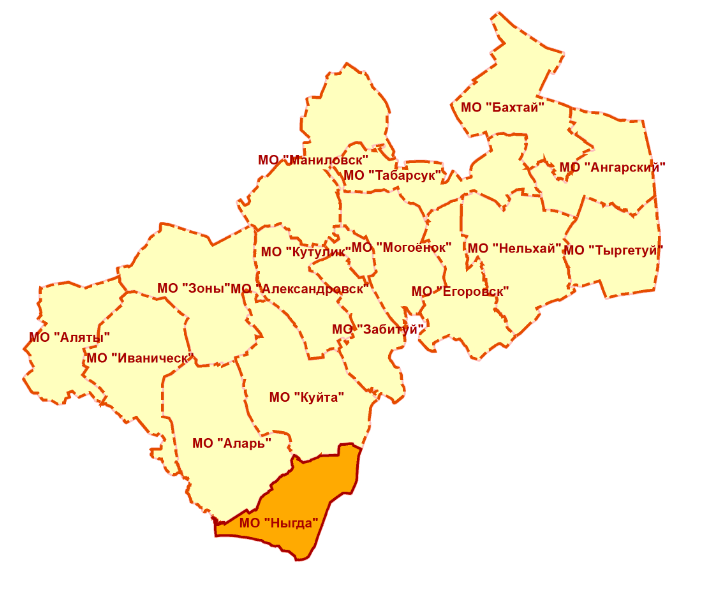 МО "Бахтай"
МО "Маниловск"
МО "Ангарский"
МО "Табарсук"
МО "Кутулик"
МО "Могоёнок"
МО "Нельхай"
МО "Тыргетуй"
МО "Зоны"
МО "Александровск"
МО "Егоровск"
МО "Забитуй"
МО "Аляты"
МО "Иваническ"
МО "Куйта"
МО "Аларь"
МО "Ныгда"